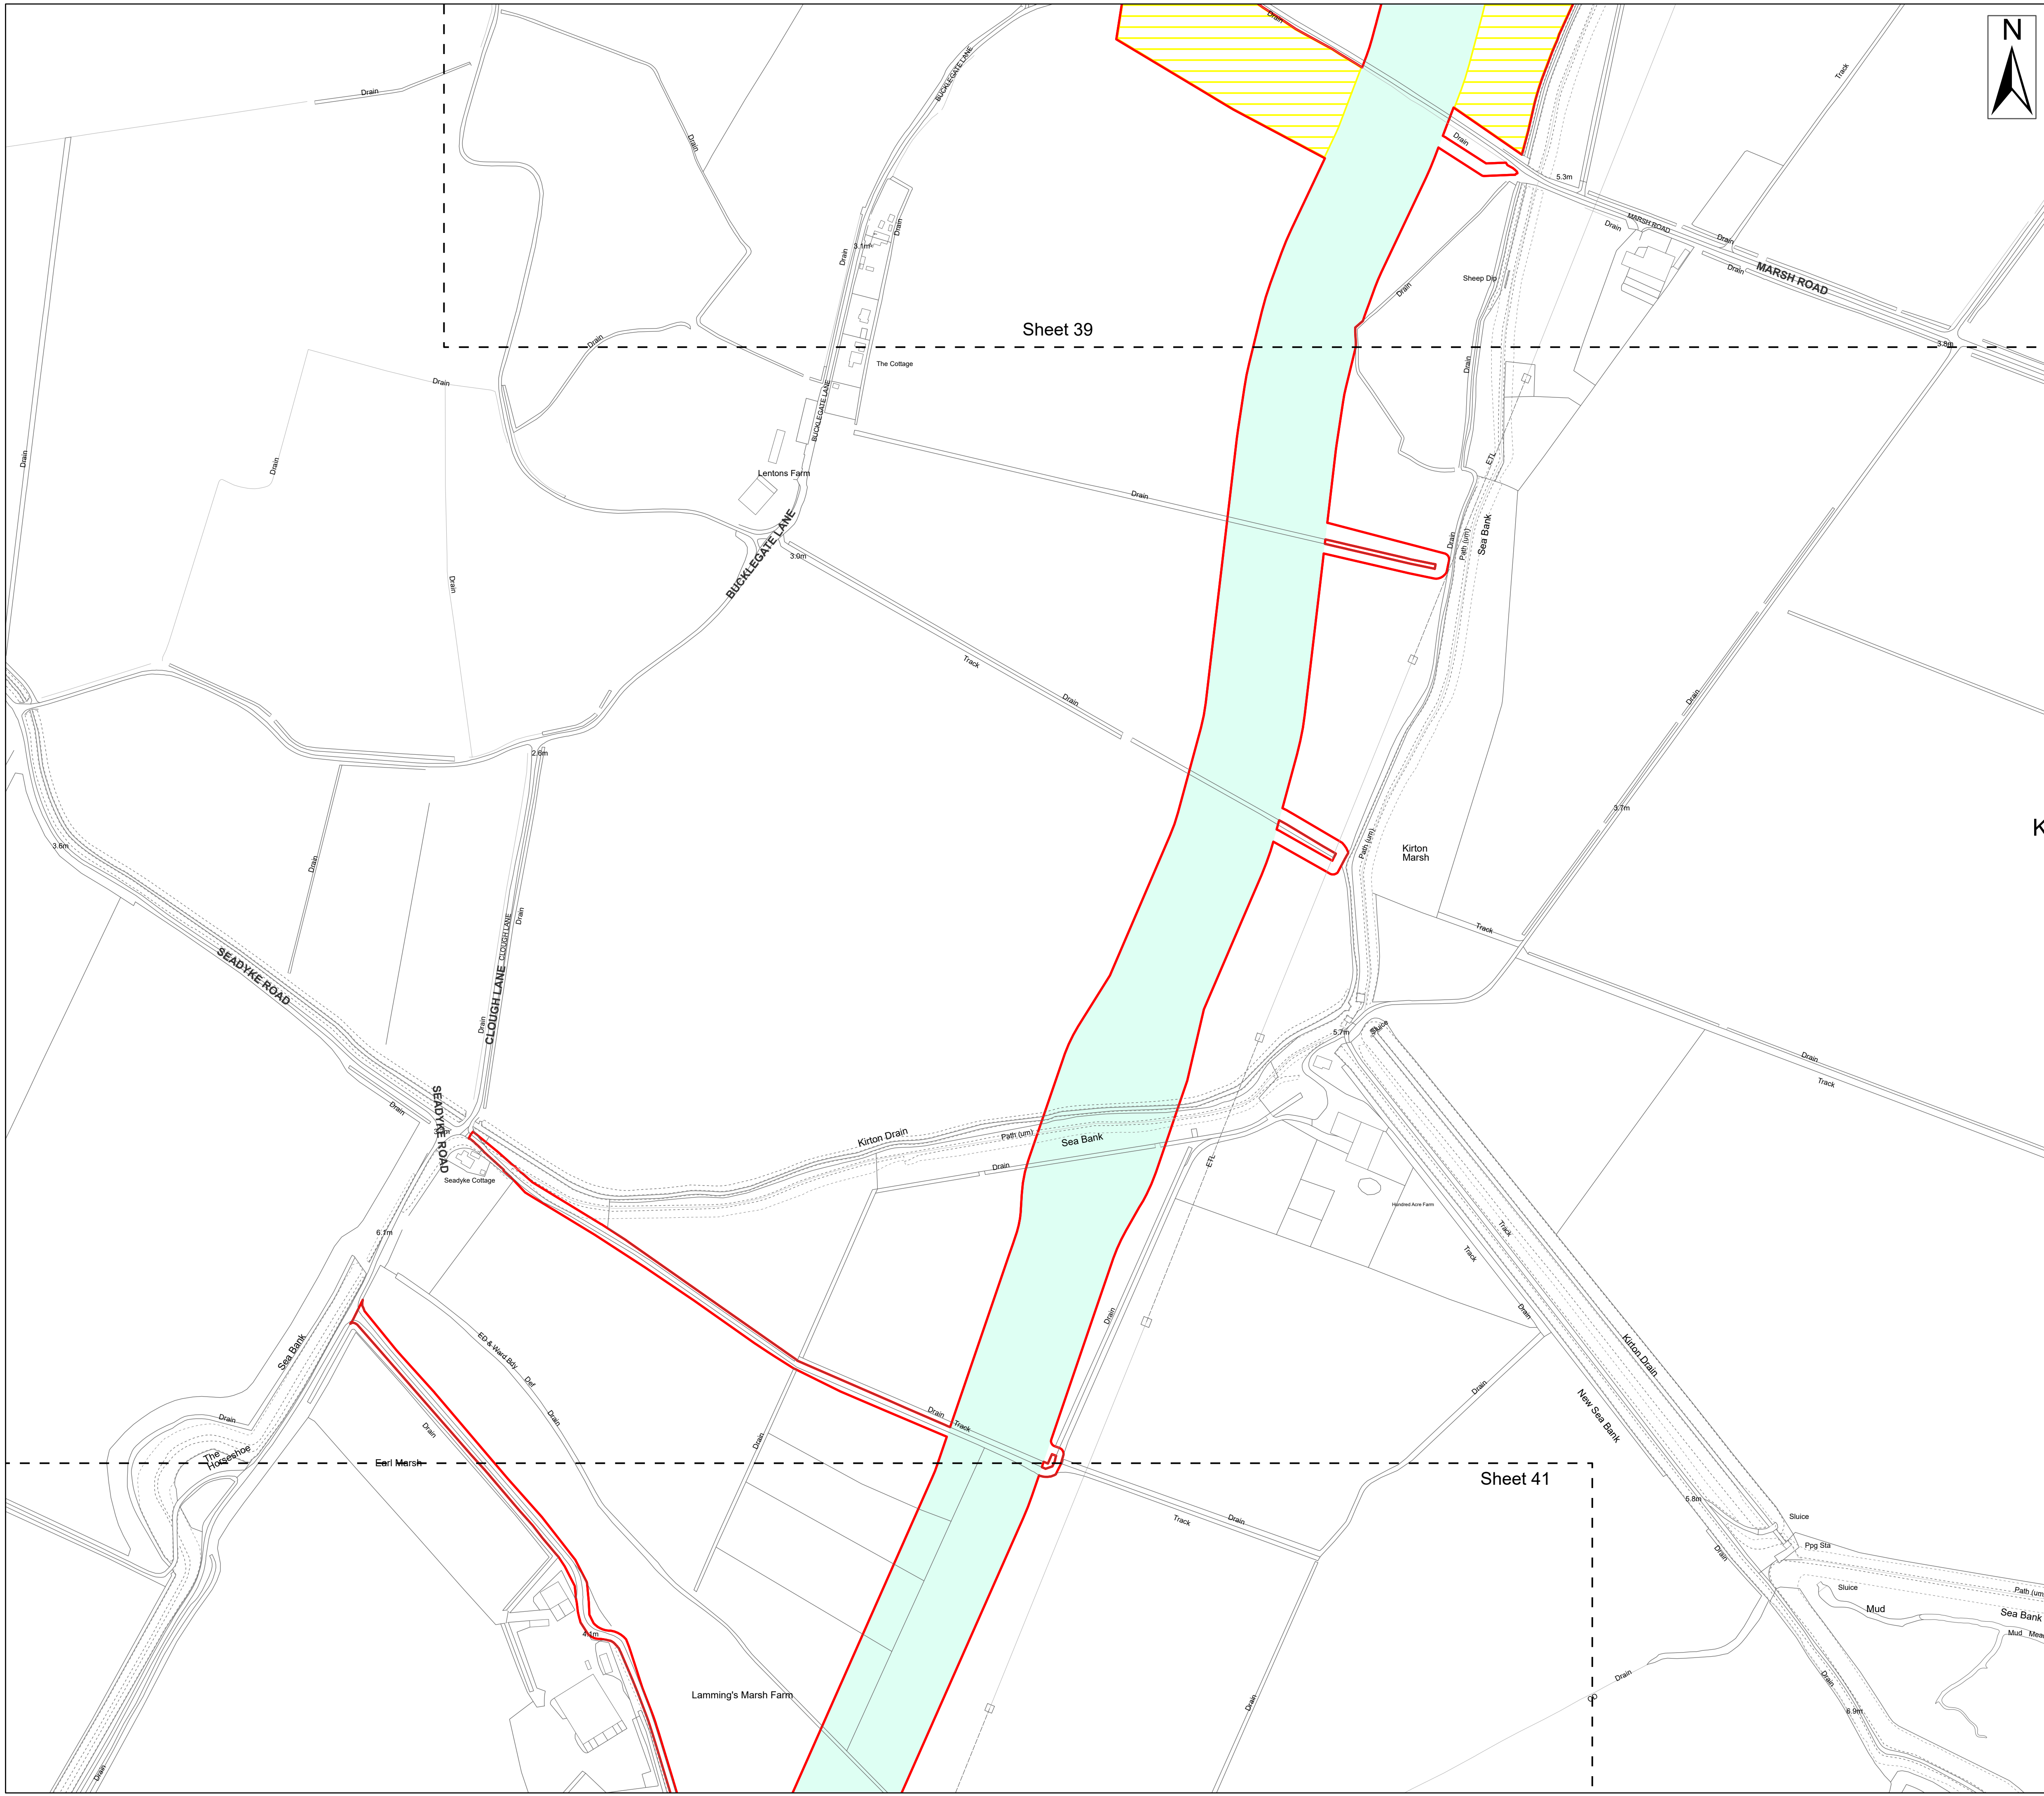 Drain
N
BUCKLEGATE LANE
Track
Drain
Drain
Drain
5.3m
Drain
MARSH ROAD
Drain
Drain
3.1m
Drain
Drain
MARSH ROAD
Sheep Dip
Drain
Sheet 39
Drain
3.8m
The Cottage
Drain
Drain
BUCKLEGATE LANE
Drain
Drain
ETL
Lentons Farm
Drain
BUCKLEGATE LANE
Sea Bank
Path (um)
Drain
3.0m
Drain
Track
Drain
Drain
2.6m
3.7m
K
3.6m
Path (um)
Kirton
Marsh
Drain
Drain
CLOUGH LANE
Track
SEADYKE ROAD
CLOUGH LANE
Drain
5.7m
Sluice
Drain
Track
Drain
SEADYKE ROAD
Kirton Drain
Path (um)
Sea Bank
Drain
ETL
Seadyke Cottage
Hundred Acre Farm
6.1m
Track
Track
Drain
Drain
Sea Bank
ED & Ward Bdy
Def
Kirton Drain
Drain
New Sea Bank
Drain
Drain
Track
Drain
Drain
Drain
The
Horseshoe
Earl Marsh
Sheet 41
5.8m
Track
Drain
Sluice
Ppg Sta
Drain
Sluice
Path (um
Mud
Sea Bank
Mud
Mea
4.1m
Drain
Drain
Lamming's Marsh Farm
CD
Drain
6.9m
Drain